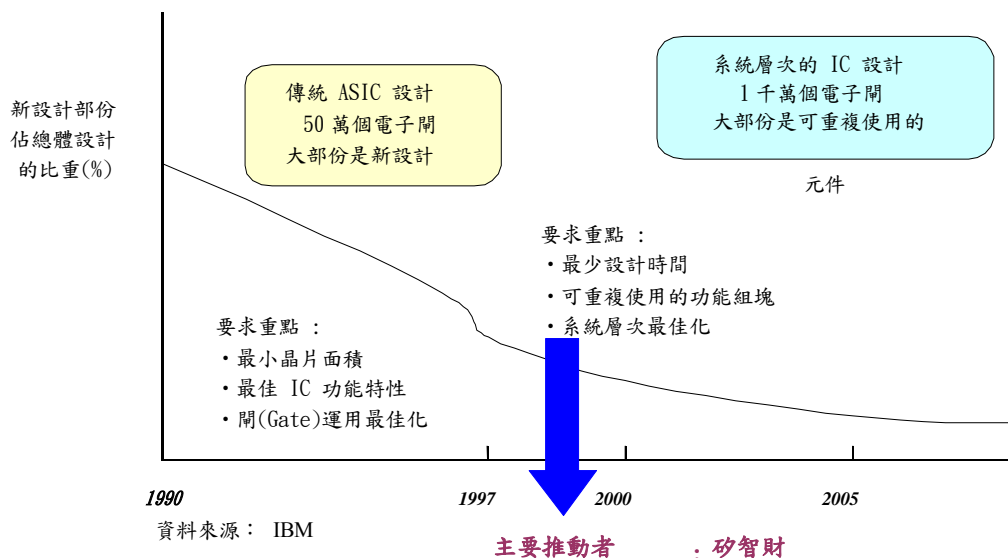 新設計部份
佔總體設計
的比重(%)
傳統 ASIC 設計
50 萬個電子閘
大部份是新設計
系統層次的 IC 設計
1 千萬個電子閘
大部份是可重複使用的
元件
要求重點 :
・最少設計時間
・可重複使用的功能組塊
・系統層次最佳化
要求重點 :
・最小晶片面積
・最佳 IC 功能特性
・閘(Gate)運用最佳化
1990
1997
2000
2005
資料來源： IBM
主要推動者 : 矽智財